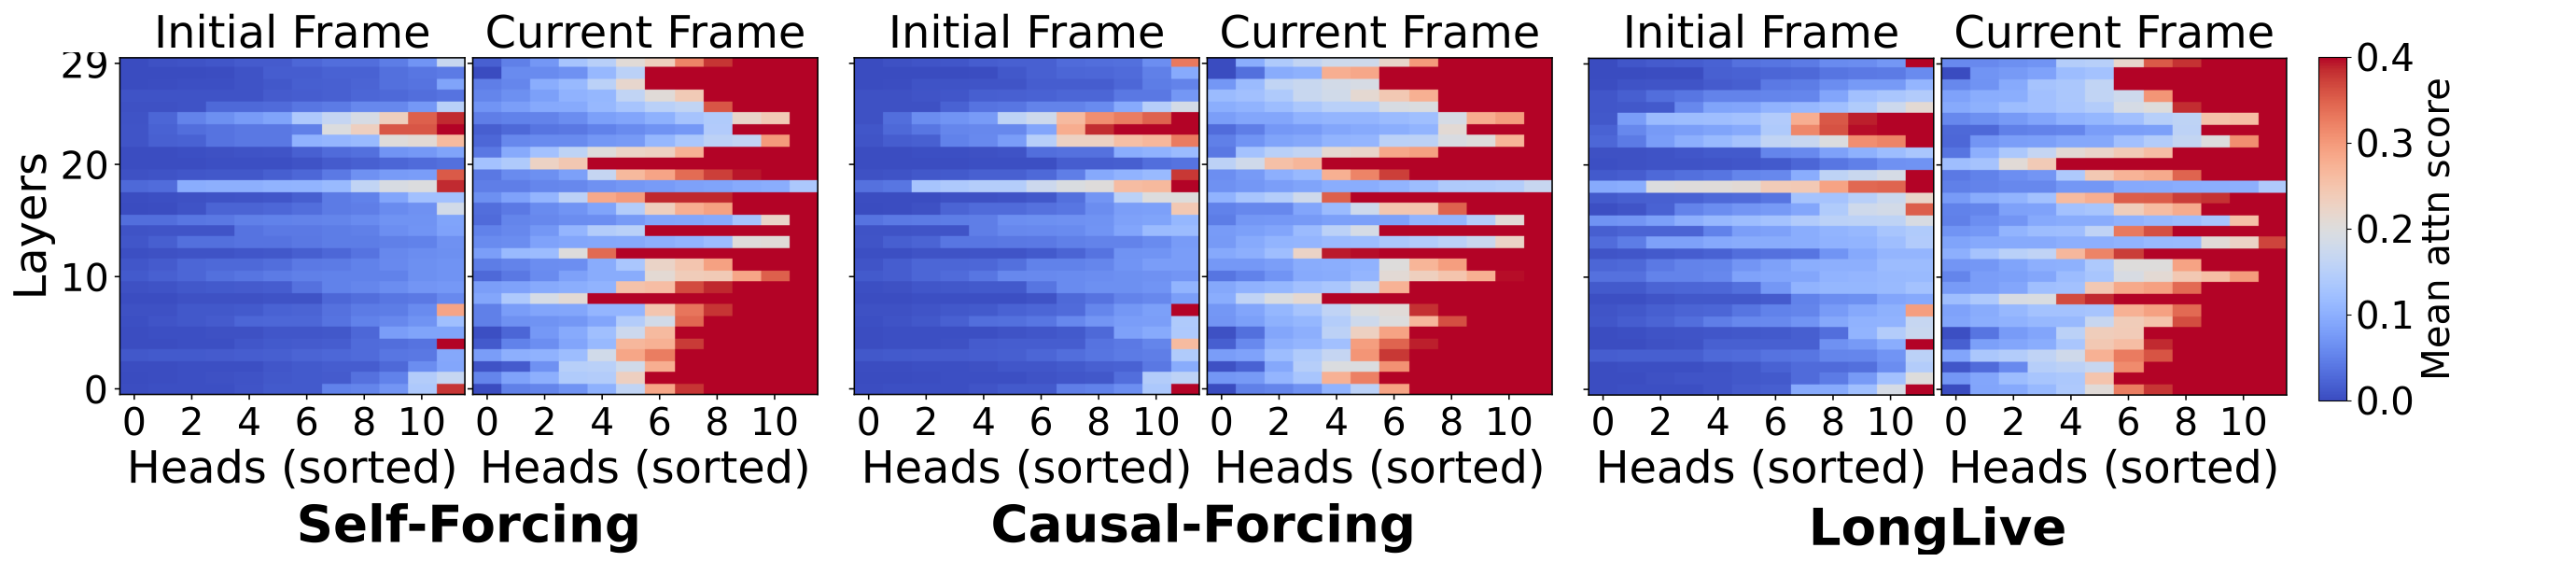 Initial Frame Current Frame Initial Frame Current Frame Initial Frame Current Frame
Layers
29
20
10
0
0 2 4 6 8 10 0 2 4 6 8 10 0 2 4 6 8 10 0 2 4 6 8 10 0 2 4 6 8 10 0 2 4 6 8 10
Heads (sorted) Heads (sorted) Heads (sorted) Heads (sorted) Heads (sorted) Heads (sorted)
Self-Forcing Causal-Forcing LongLive
0.4
0.3
0.2
0.1
0.0
Mean attn score